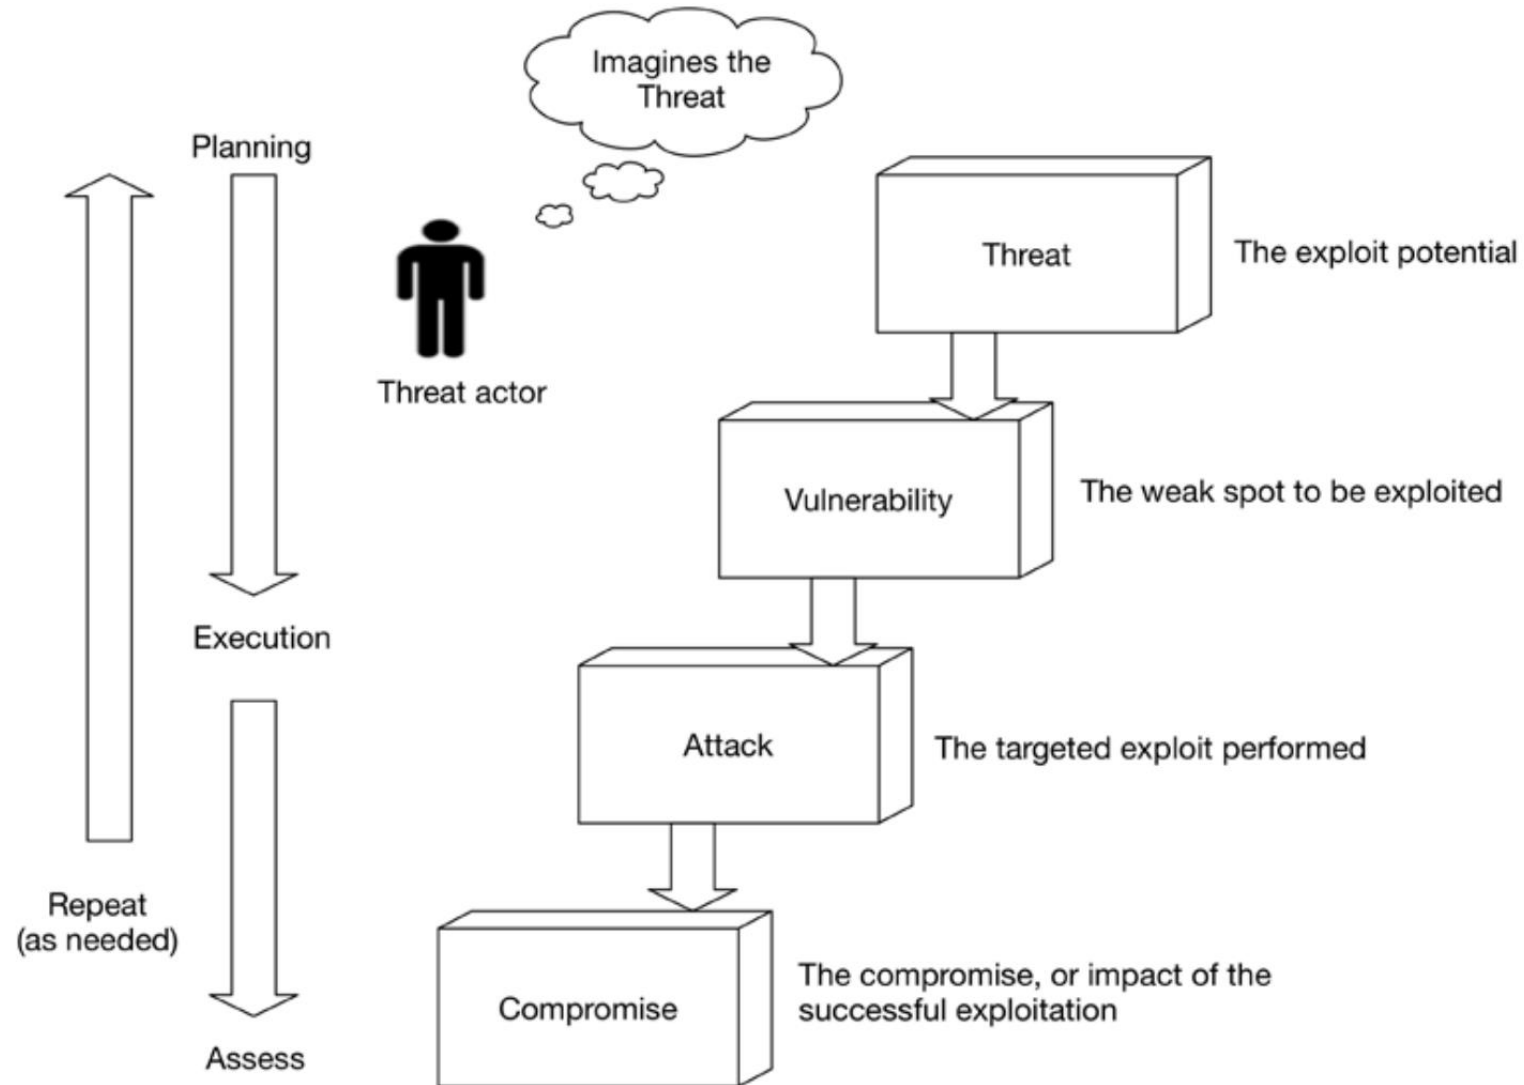 Imagines the
Threat
Planning
Threat
The exploit potential
Threat actor
Vulnerability
The weak spot to be exploited
Execution
Attack
The targeted exploit performed
Repeat
(as needed)
Compromise
The compromise, or impact of the
successful exploitation
Assess